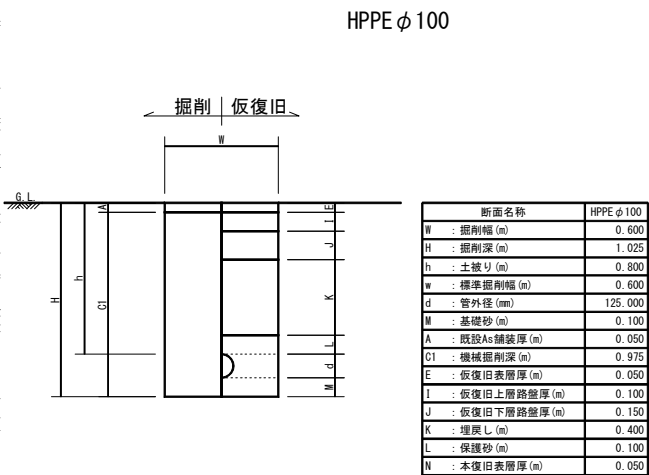 HPPEφ100
掘削 仮復旧
W
G.L.
A
E
I
J
h
H
C1
K
L
d
M
断面名称 HPPEφ100
W : 掘削幅(m) 0.600
H : 掘削深(m) 1.025
h : 土被り(m) 0.800
w : 標準掘削幅(m) 0.600
d : 管外径(mm) 125.000
M : 基礎砂(m) 0.100
A : 既設As舗装厚(m) 0.050
C1 : 機械掘削深(m) 0.975
E : 仮復旧表層厚(m) 0.050
I : 仮復旧上層路盤厚(m) 0.100
J : 仮復旧下層路盤厚(m) 0.150
K : 埋戻し(m) 0.400
L : 保護砂(m) 0.100
N : 本復旧表層厚(m) 0.050